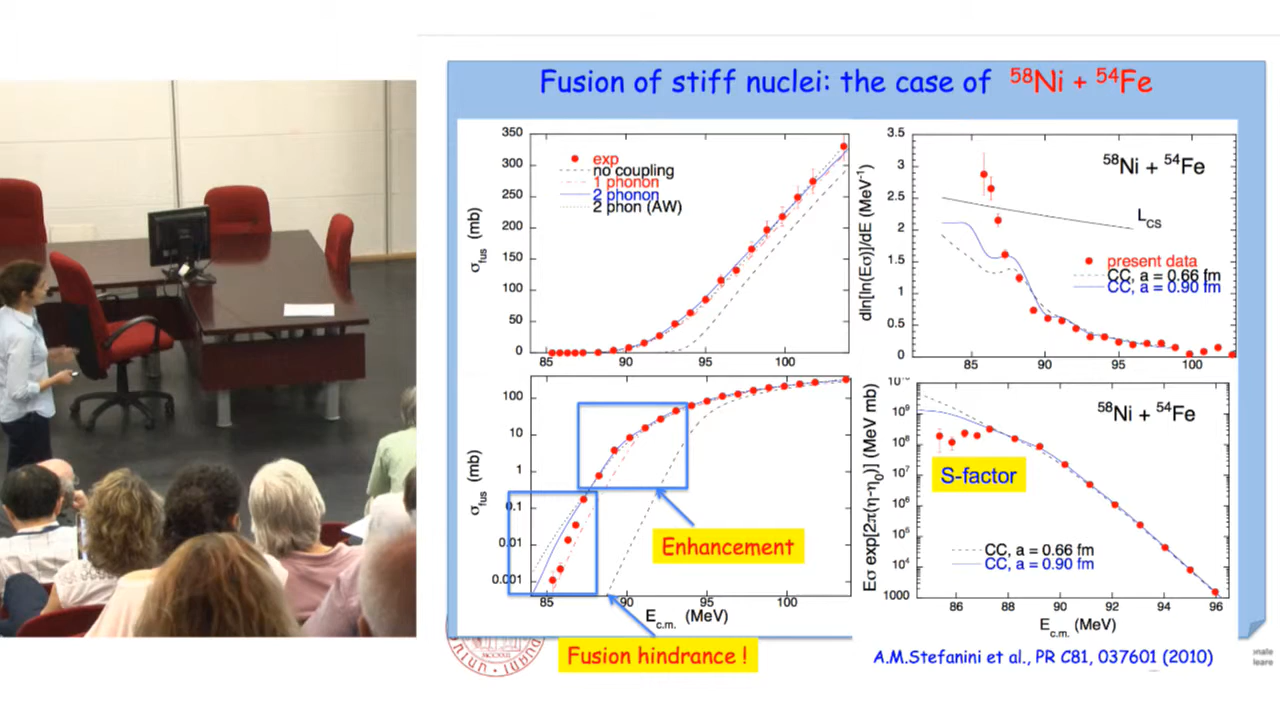 Fusion of stiff nuclei: the case of ⁵⁸Ni + ⁵⁴Fe
350
300
250
200
150
100
50
0
σfus (mb)
exp
no coupling
1 phonon
2 phonon
2 phon (AW)
85 90 95 100
3.5
3
2.5
2
1.5
1
0.5
0
dln[ln(Eσ)]/dE (MeV⁻¹)
⁵⁸Ni + ⁵⁴Fe
LCS
present data
CC, a = 0.66 fm
CC, a = 0.90 fm
85 90 95 100
100
10
1
0.1
0.01
0.001
σfus (mb)
Enhancement
85 90 95 100
Ec.m. (MeV)
Fusion hindrance !
10⁹
10⁸
10⁷
10⁶
10⁵
10⁴
1000
Eσ exp[2π(η-η₀)] (MeV mb)
⁵⁸Ni + ⁵⁴Fe
S-factor
CC, a = 0.66 fm
CC, a = 0.90 fm
86 88 90 92 94 96
Ec.m. (MeV)
A.M.Stefanini et al., PR C81, 037601 (2010)